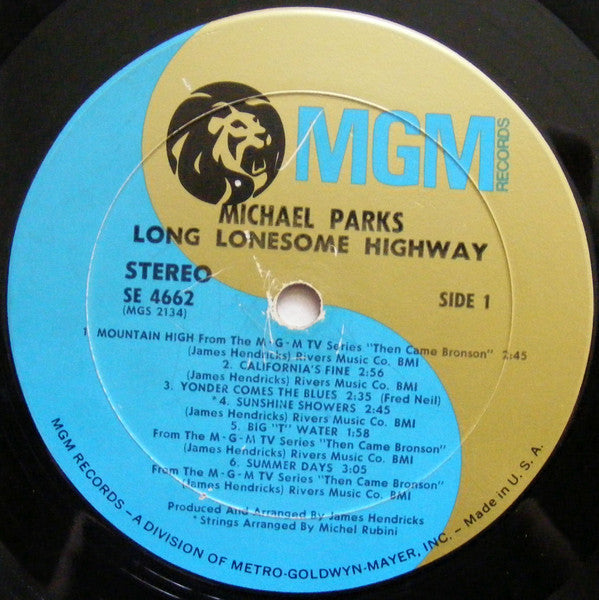 MGM
RECORDS
MICHAEL PARKS
LONG LONESOME HIGHWAY
STEREO
SE 4662
(MGS 2134)
SIDE 1
1. MOUNTAIN HIGH From The M-G-M TV Series "Then Came Bronson" 2:45
(James Hendricks) Rivers Music Co. BMI
2. CALIFORNIA'S FINE 2:56
(James Hendricks) Rivers Music Co. BMI
3. YONDER COMES THE BLUES 2:35 (Fred Neil)
*4. SUNSHINE SHOWERS 2:45
(James Hendricks) Rivers Music Co. BMI
5. BIG "T" WATER 1:58
From The M-G-M TV Series "Then Came Bronson"
(James Hendricks) Rivers Music Co. BMI
6. SUMMER DAYS 3:05
From The M-G-M TV Series "Then Came Bronson"
(James Hendricks) Rivers Music Co. BMI
Produced And Arranged By James Hendricks
*Strings Arranged By Michel Rubini
MGM RECORDS – A DIVISION OF METRO-GOLDWYN-MAYER, INC. – Made in U. S. A.